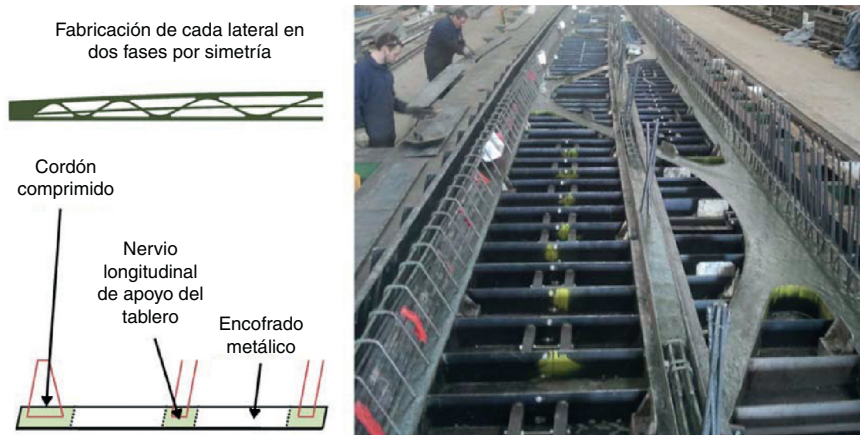 Fabricación de cada lateral en
dos fases por simetría
Cordón
comprimido
Nervio
longitudinal
de apoyo del
tablero
Encofrado
metálico